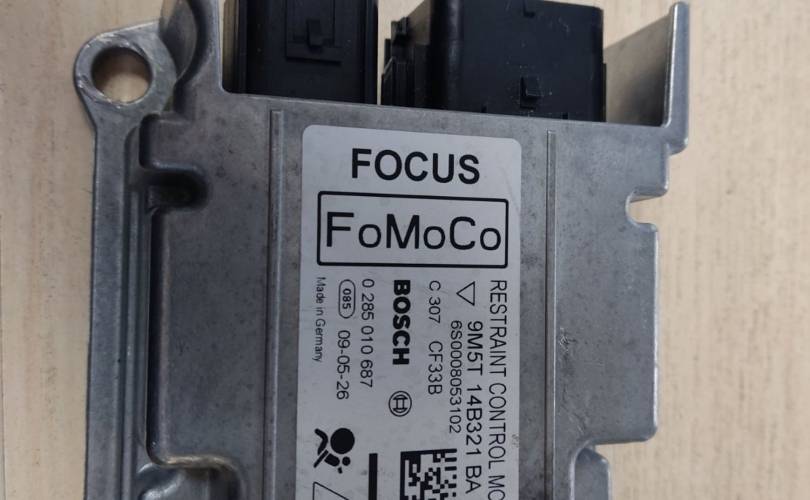 FOCUS
FoMoCo
RESTRAINT CONTROL MO
9M5T 14B321 BA
6S0008053102
C 307 CF33B
BOSCH
0 285 010 687
085 09-05-26
Made in Germany